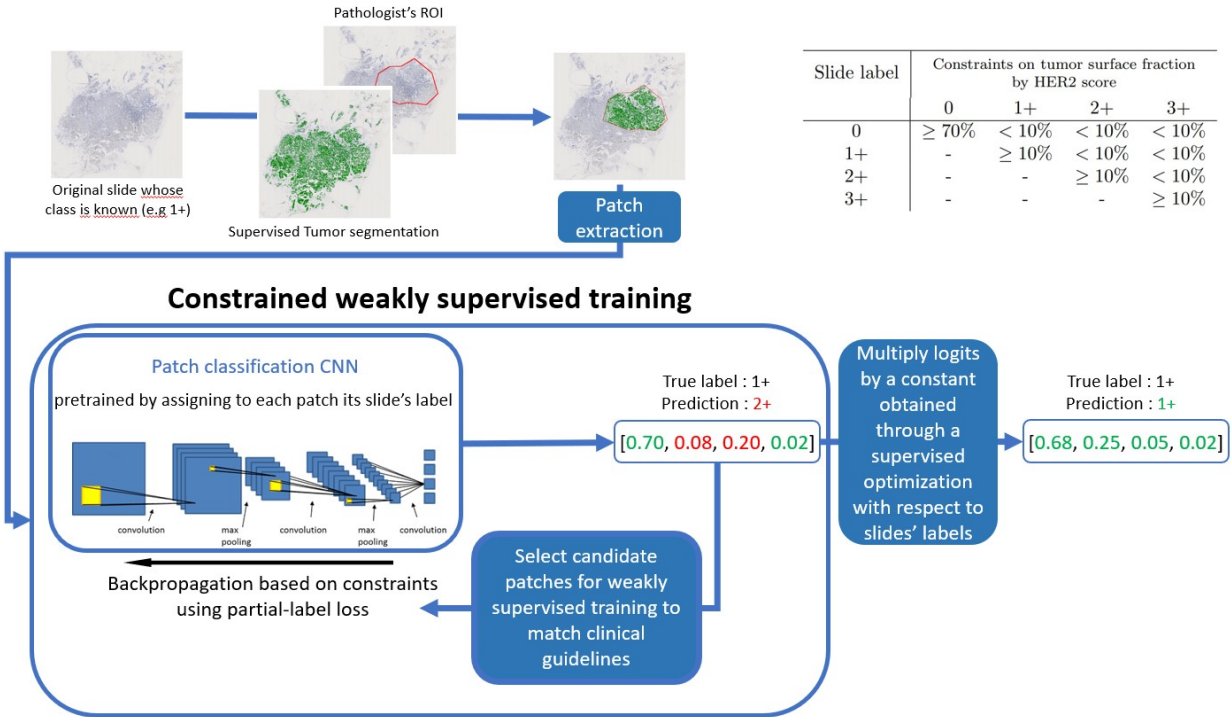 Pathologist's ROI
Original slide whose
class is known (e.g 1+)
Supervised Tumor segmentation
Patch
extraction
Slide label
Constraints on tumor surface fraction
by HER2 score
0 1+ 2+ 3+
0 ≥ 70% < 10% < 10% < 10%
1+ - ≥ 10% < 10% < 10%
2+ - - ≥ 10% < 10%
3+ - - - ≥ 10%
Constrained weakly supervised training
Patch classification CNN
pretrained by assigning to each patch its slide's label
convolution
max
pooling
convolution
max
pooling
convolution
Backpropagation based on constraints
using partial-label loss
True label : 1+
Prediction : 2+
[0.70, 0.08, 0.20, 0.02]
Select candidate
patches for weakly
supervised training to
match clinical
guidelines
Multiply logits
by a constant
obtained
through a
supervised
optimization
with respect to
slides' labels
True label : 1+
Prediction : 1+
[0.68, 0.25, 0.05, 0.02]